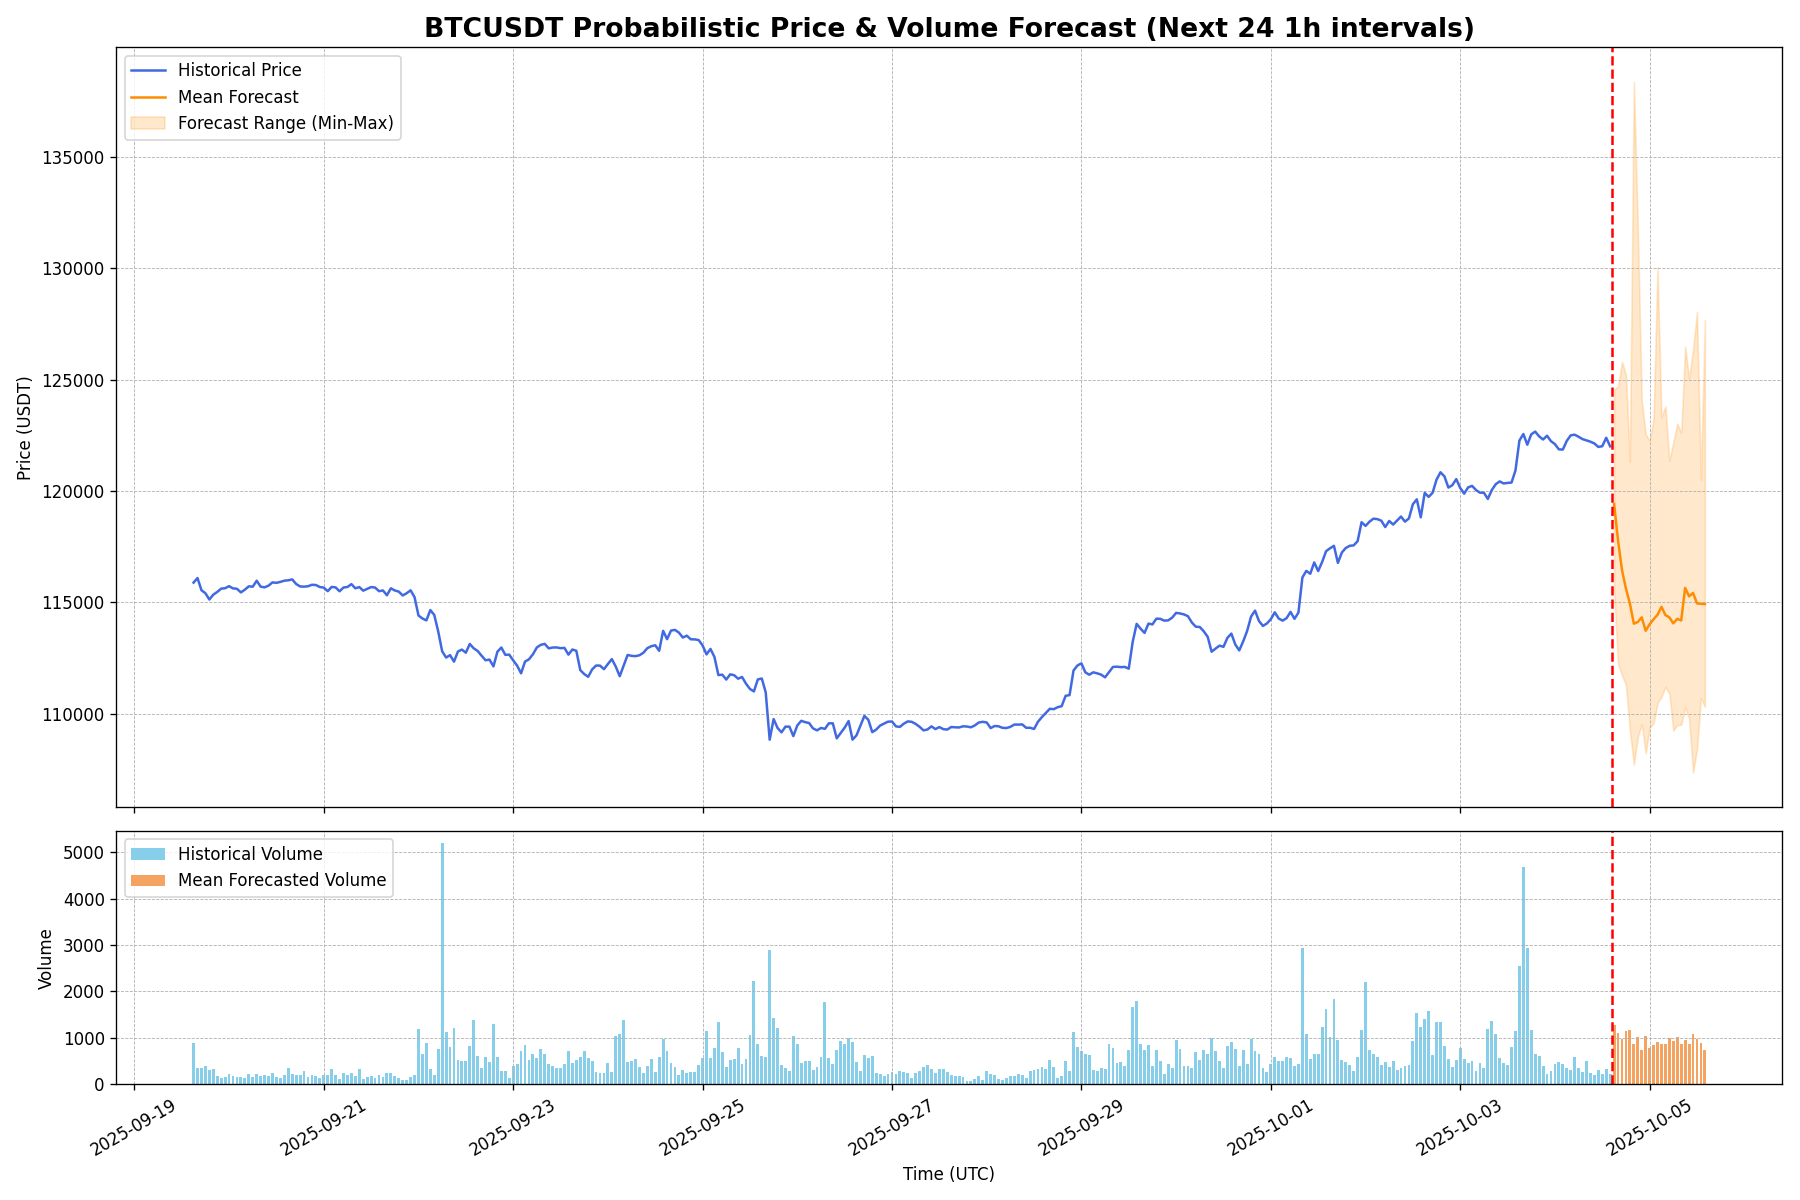 BTCUSDT Probabilistic Price & Volume Forecast (Next 24 1h intervals)
Historical Price
Mean Forecast
Forecast Range (Min-Max)
135000
130000
125000
120000
115000
110000
Price (USDT)
Historical Volume
Mean Forecasted Volume
5000
4000
3000
2000
1000
0
Volume
2025-09-19
2025-09-21
2025-09-23
2025-09-25
2025-09-27
2025-09-29
2025-10-01
2025-10-03
2025-10-05
Time (UTC)